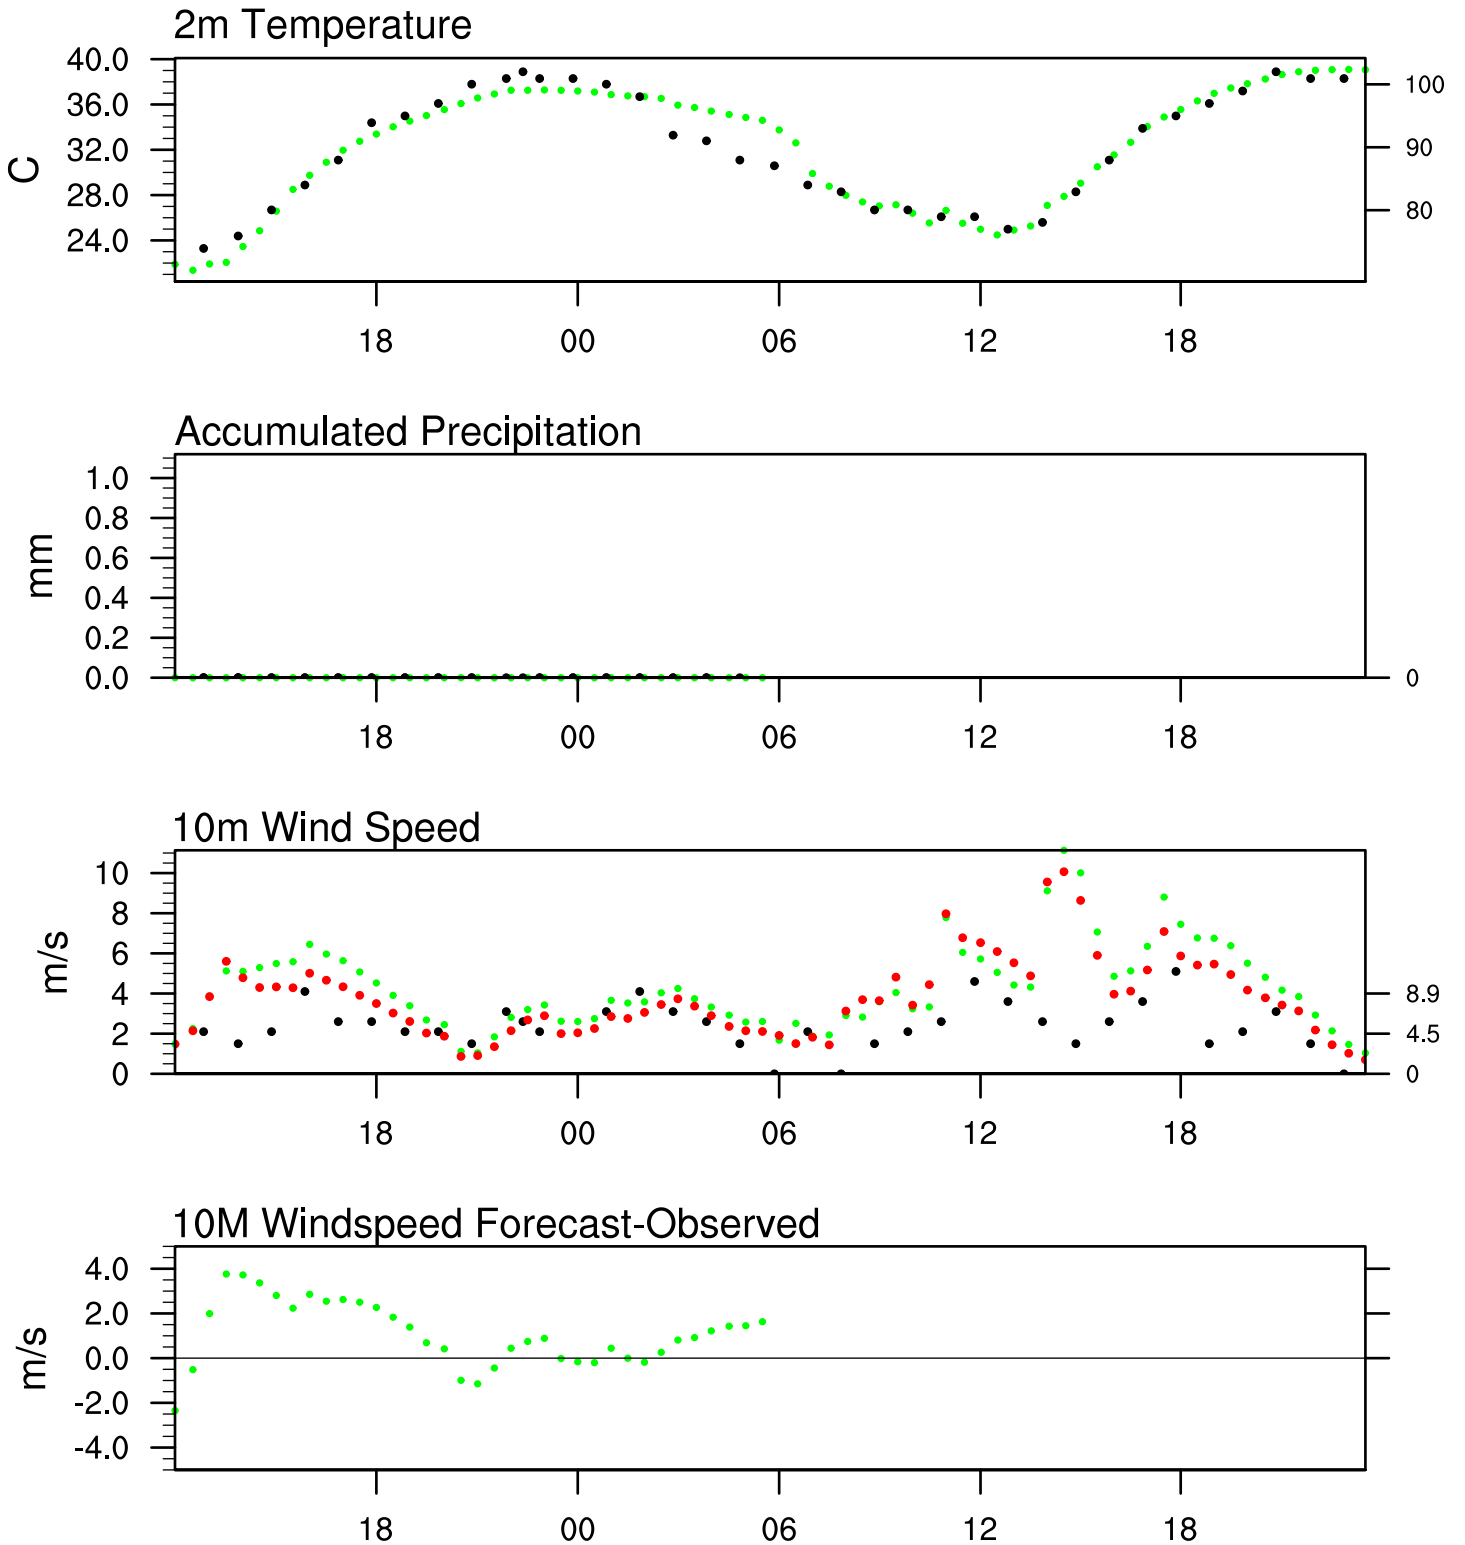 2m Temperature
40.0
36.0
32.0
28.0
24.0
C
100
90
80
18 00 06 12 18
Accumulated Precipitation
1.0
0.8
0.6
0.4
0.2
0.0
mm
0
18 00 06 12 18
10m Wind Speed
10
8
6
4
2
0
m/s
8.9
4.5
0
18 00 06 12 18
10M Windspeed Forecast-Observed
4.0
2.0
0.0
-2.0
-4.0
m/s
18 00 06 12 18